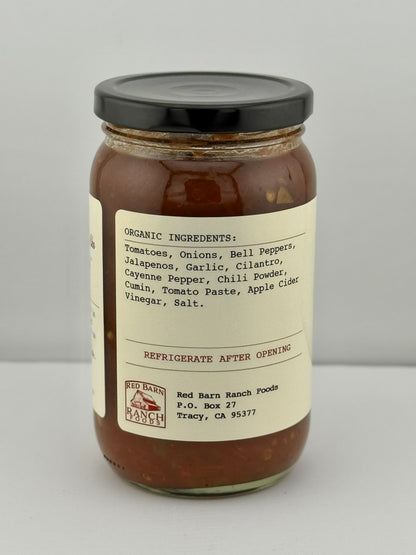 ORGANIC INGREDENTS:
Tomatoes, Onions, Bell Peppers,
Jalapenos, Garlic, Cilantro,
Cayenne Pepper, Chili Powder,
Cumin, Tomato Paste, Apple Cider
Vinegar, Salt.
REFRIGERATE AFTER OPENING
RED BARN
RANCH
FOODS
Red Barn Ranch Foods
P.O. Box 27
Tracy, CA 95377